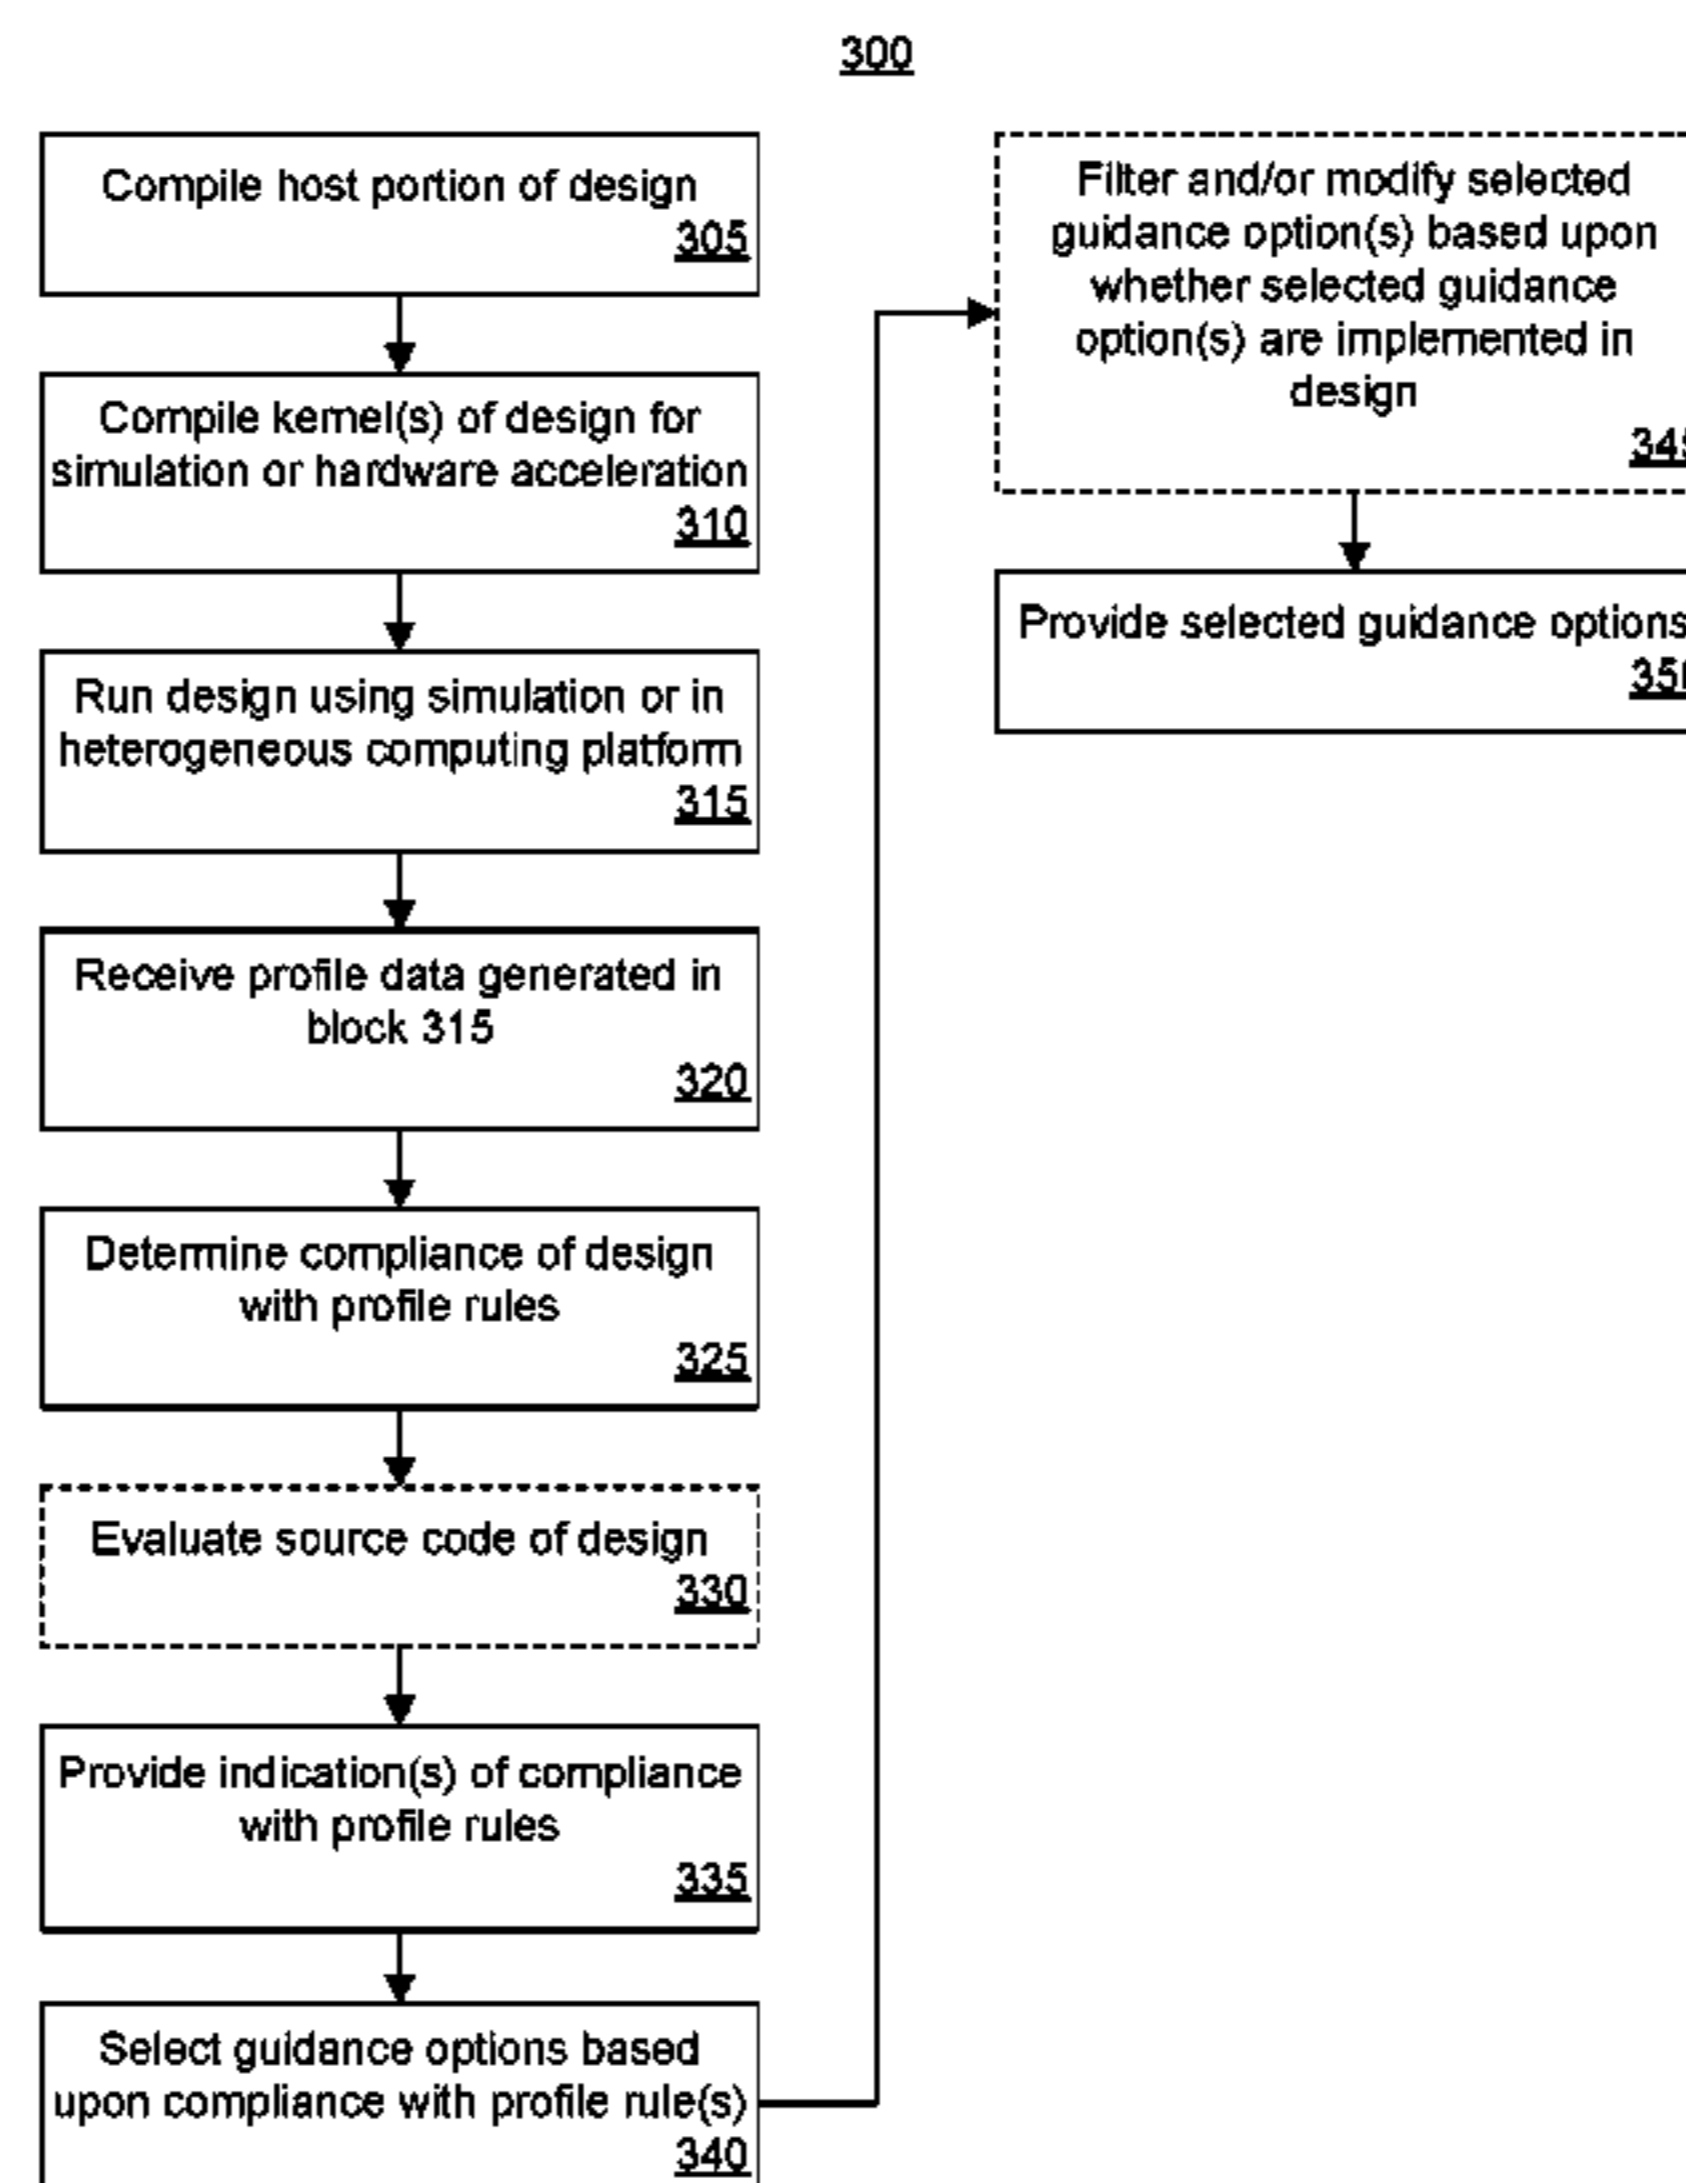 300
Compile host portion of design
305
Compile kernel(s) of design for
simulation or hardware acceleration
310
Run design using simulation or in
heterogeneous computing platform
315
Receive profile data generated in
block 315
320
Determine compliance of design
with profile rules
325
Evaluate source code of design
330
Provide indication(s) of compliance
with profile rules
335
Select guidance options based
upon compliance with profile rule(s)
340
Filter and/or modify selected
guidance option(s) based upon
whether selected guidance
option(s) are implemented in
design
345
Provide selected guidance options
350